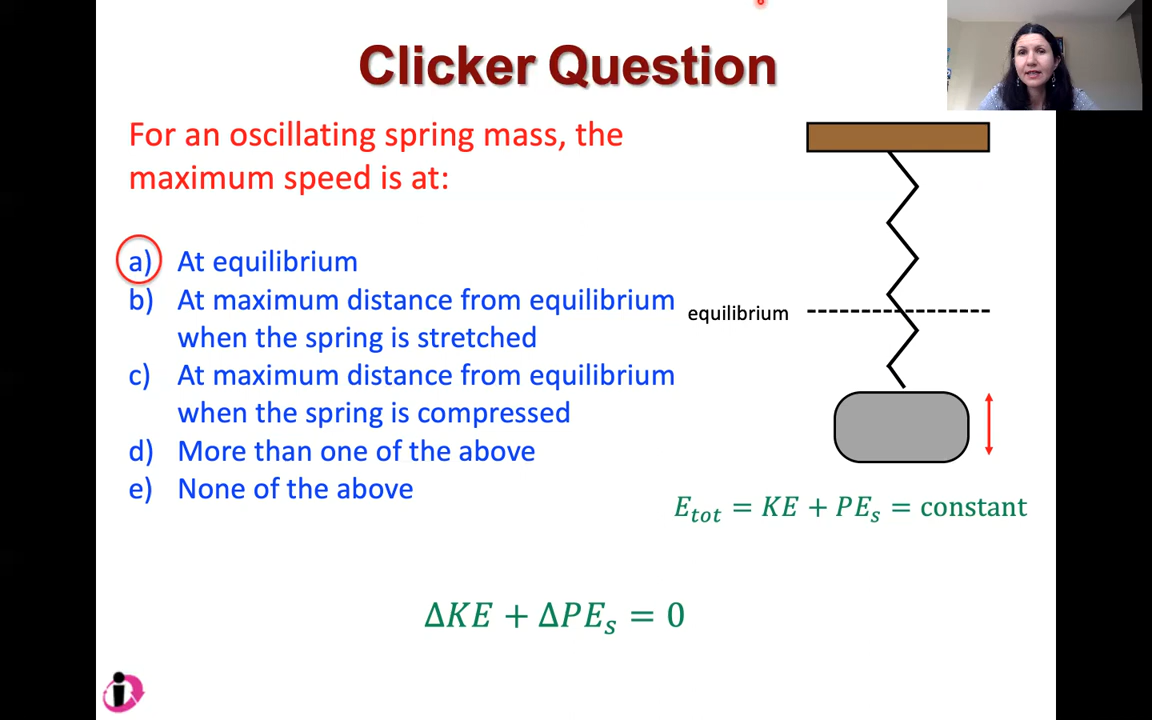 Clicker Question
For an oscillating spring mass, the
maximum speed is at:
a) At equilibrium
b) At maximum distance from equilibrium
when the spring is stretched
c) At maximum distance from equilibrium
when the spring is compressed
d) More than one of the above
e) None of the above
equilibrium
E_{tot} = KE + PE_s = constant
ΔKE + ΔPE_s = 0